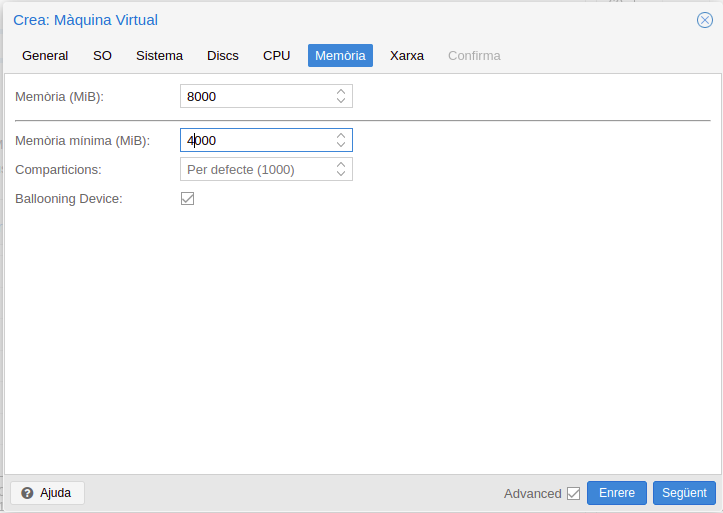 Crea: Màquina Virtual
General SO Sistema Discs CPU Memòria Xarxa Confirma
Memòria (MiB): 8000
Memòria mínima (MiB): 4000
Comparticions: Per defecte (1000)
Ballooning Device:
Ajuda Advanced Enrere Següent